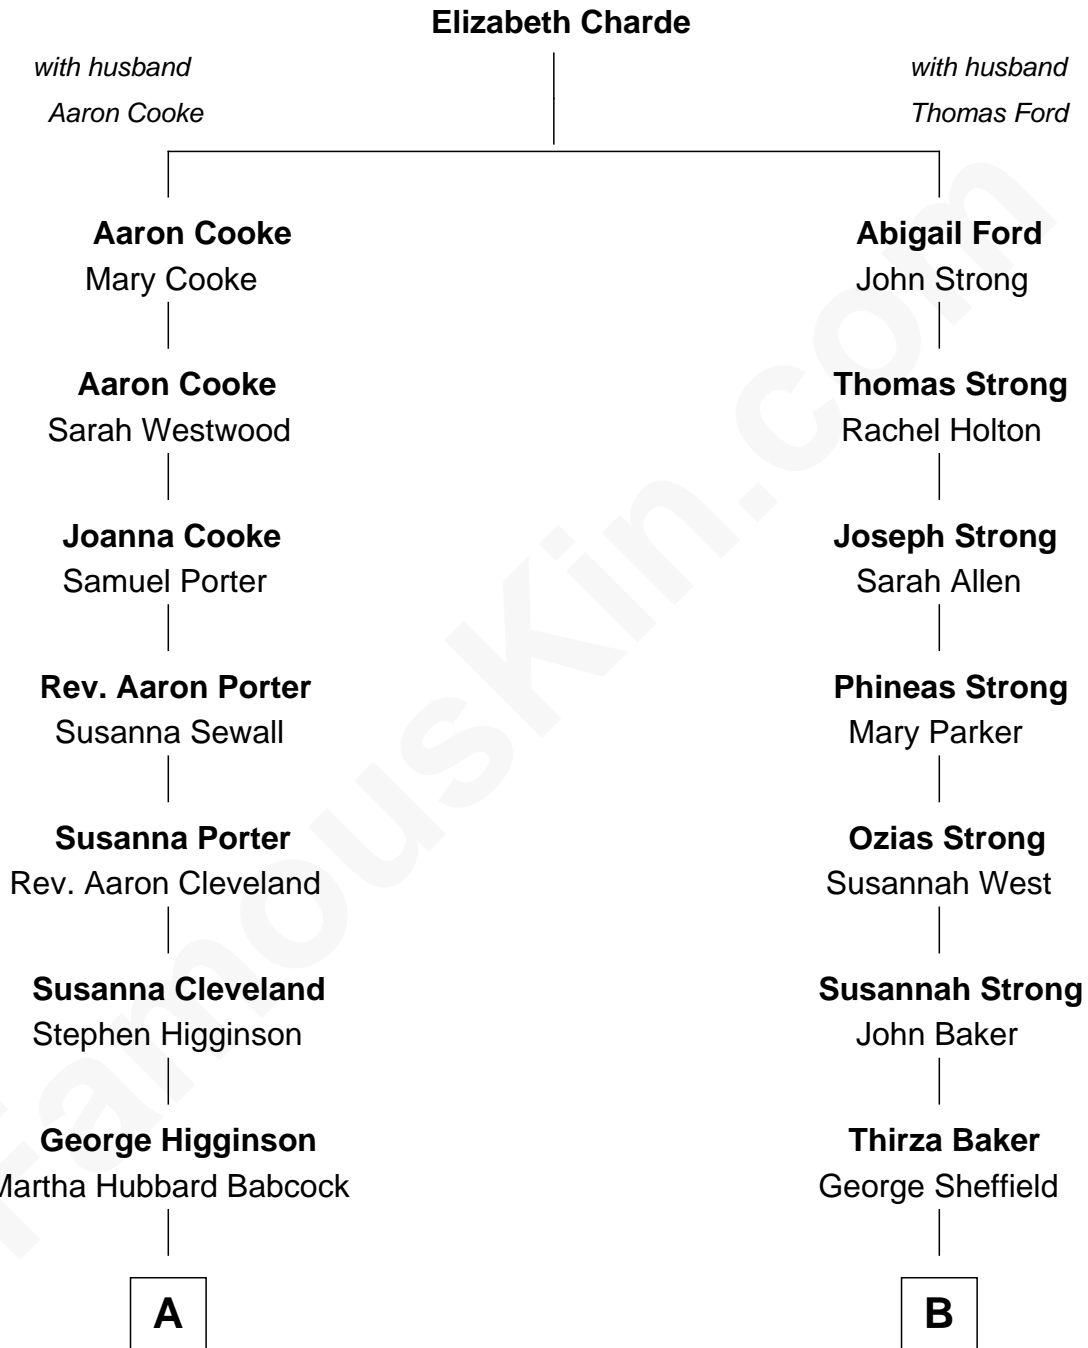 Elizabeth Charde
with husband
Aaron Cooke
with husband
Thomas Ford
Aaron Cooke
Mary Cooke
Abigail Ford
John Strong
Aaron Cooke
Sarah Westwood
Thomas Strong
Rachel Holton
Joanna Cooke
Samuel Porter
Joseph Strong
Sarah Allen
Rev. Aaron Porter
Susanna Sewall
Phineas Strong
Mary Parker
Susanna Porter
Rev. Aaron Cleveland
Ozias Strong
Susannah West
Susanna Cleveland
Stephen Higginson
Susannah Strong
John Baker
George Higginson
Martha Hubbard Babcock
Thirza Baker
George Sheffield
A
B
FamousKin.com